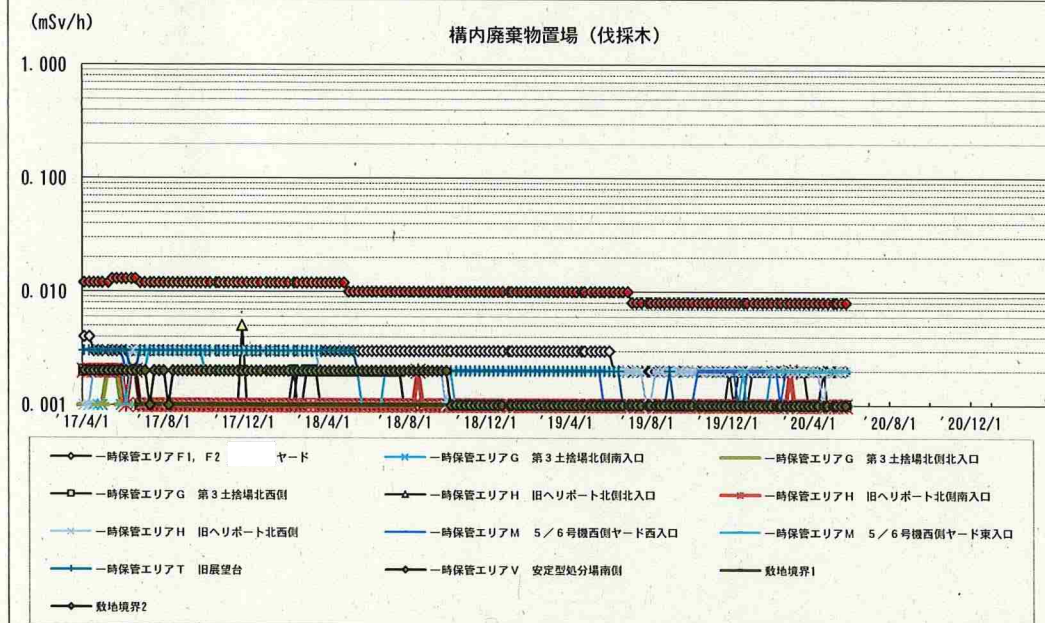 (mSv/h)
構内廃棄物置場（伐採木）
1.000
0.100
0.010
0.001
'17/4/1 '17/8/1 '17/12/1 '18/4/1 '18/8/1 '18/12/1 '19/4/1 '19/8/1 '19/12/1 '20/4/1 '20/8/1 '20/12/1
一時保管エリアF1, F2 ヤード 一時保管エリアG 第3土捨場北側南入口 一時保管エリアG 第3土捨場北側北入口
一時保管エリアG 第3土捨場北西側 一時保管エリアH 旧ヘリポート北側北入口 一時保管エリアH 旧ヘリポート北側南入口
一時保管エリアH 旧ヘリポート北西側 一時保管エリアM 5／6号機西側ヤード西入口 一時保管エリアM 5／6号機西側ヤード東入口
一時保管エリアT 旧展望台 一時保管エリアV 安定型処分場南側 敷地境界1
敷地境界2